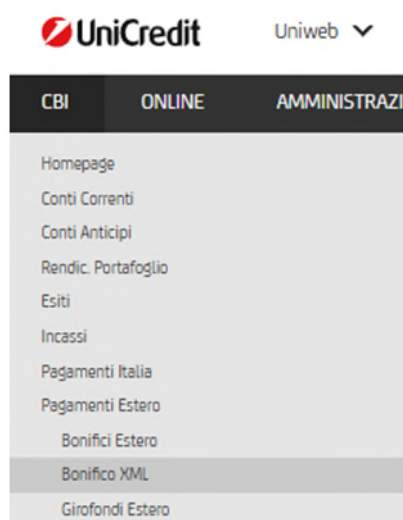 UniCredit Uniweb
CBI ONLINE AMMINISTRAZI
Homepage
Conti Correnti
Conti Anticipi
Rendic. Portafoglio
Esiti
Incassi
Pagamenti Italia
Pagamenti Estero
Bonifici Estero
Bonifico XML
Girofondi Estero